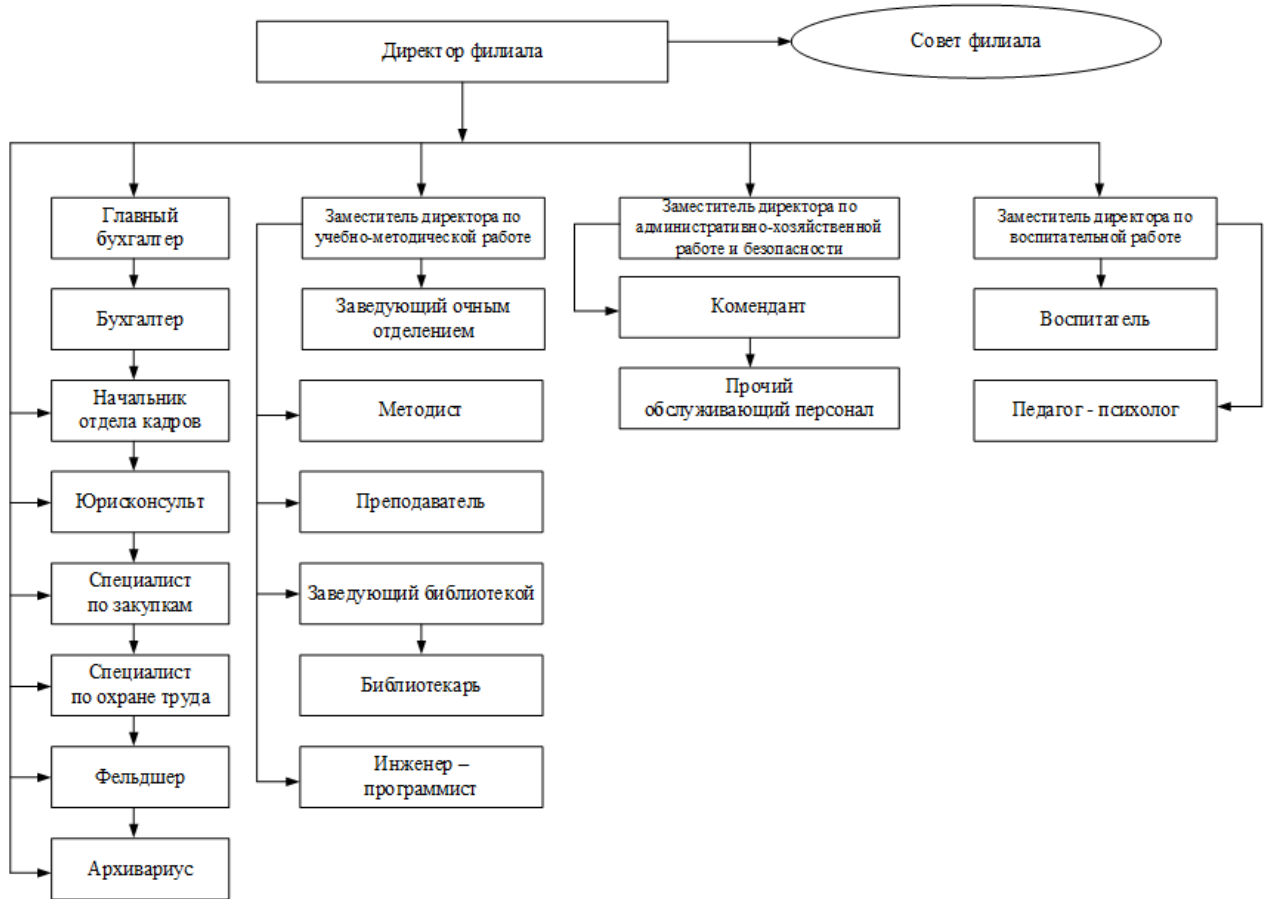 Директор филиала
Совет филиала
Главный
бухгалтер
Бухгалтер
Начальник
отдела кадров
Юрисконсульт
Специалист
по закупкам
Специалист
по охране труда
Фельдшер
Архивариус
Заместитель директора по
учебно-методической работе
Заведующий очным
отделением
Методист
Преподаватель
Заведующий библиотекой
Библиотекарь
Инженер –
программист
Заместитель директора по
административно-хозяйственной
работе и безопасности
Комендант
Прочий
обслуживающий персонал
Заместитель директора по
воспитательной работе
Воспитатель
Педагог - психолог